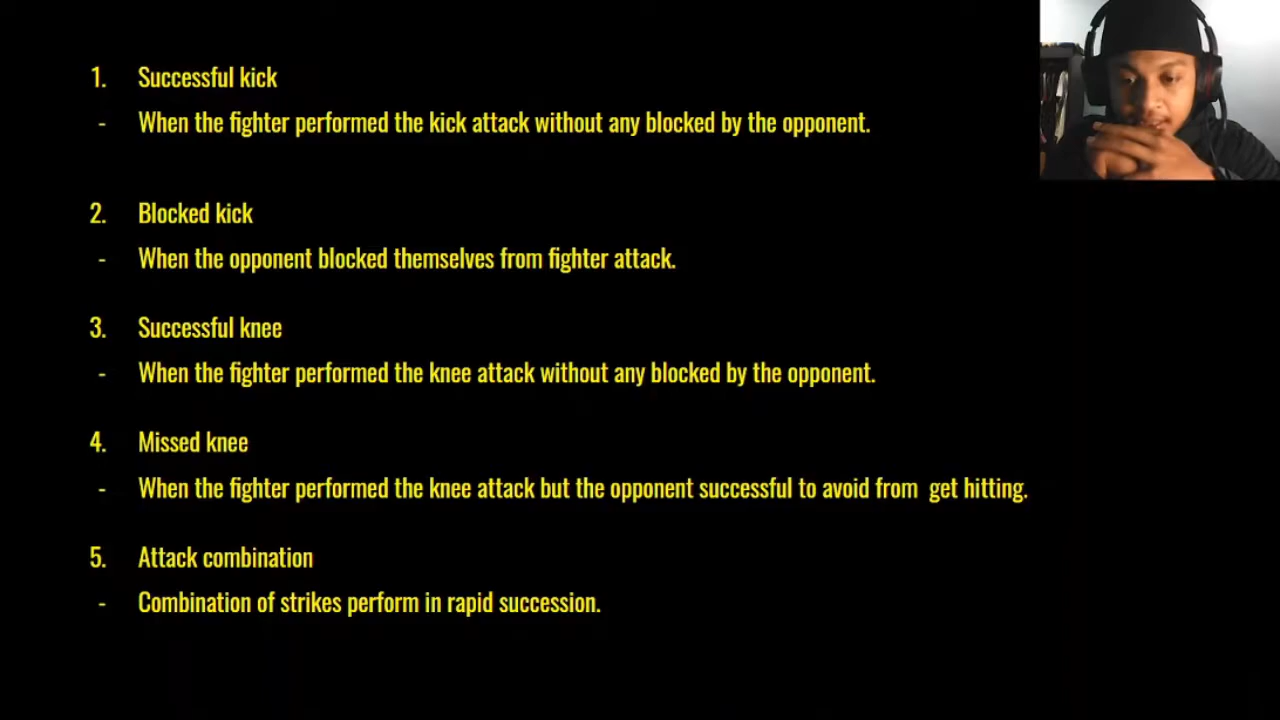 1. Successful kick
- When the fighter performed the kick attack without any blocked by the opponent.
2. Blocked kick
- When the opponent blocked themselves from fighter attack.
3. Successful knee
- When the fighter performed the knee attack without any blocked by the opponent.
4. Missed knee
- When the fighter performed the knee attack but the opponent successful to avoid from  get hitting.
5. Attack combination
- Combination of strikes perform in rapid succession.